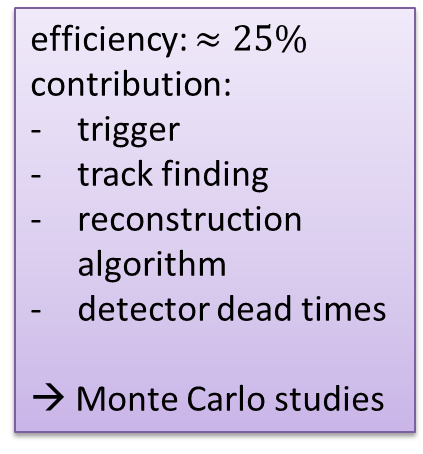 efficiency: ≈ 25%
contribution:
- trigger
- track finding
- reconstruction
algorithm
- detector dead times
→ Monte Carlo studies